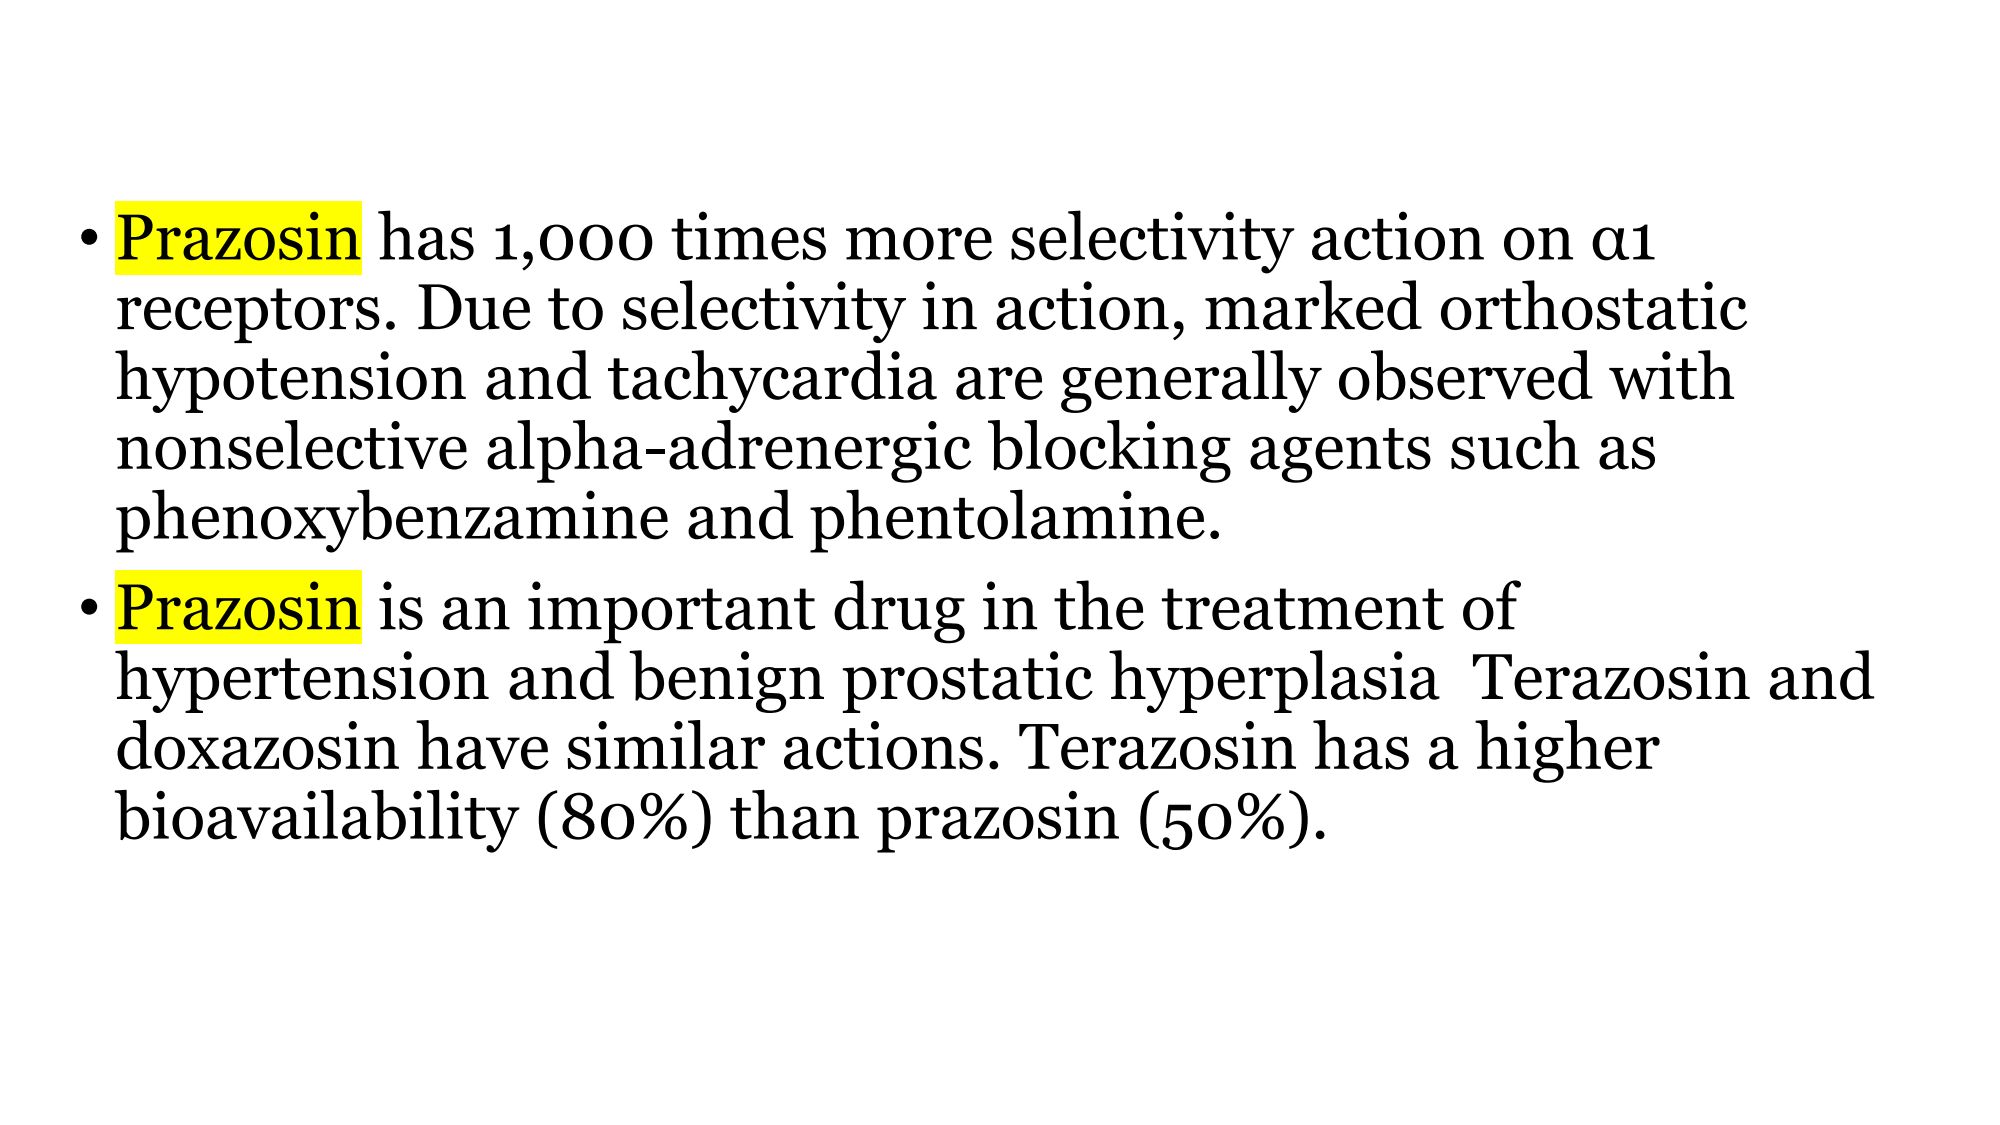 • Prazosin has 1,000 times more selectivity action on α1
receptors. Due to selectivity in action, marked orthostatic
hypotension and tachycardia are generally observed with
nonselective alpha-adrenergic blocking agents such as
phenoxybenzamine and phentolamine.
• Prazosin is an important drug in the treatment of
hypertension and benign prostatic hyperplasia  Terazosin and
doxazosin have similar actions. Terazosin has a higher
bioavailability (80%) than prazosin (50%).